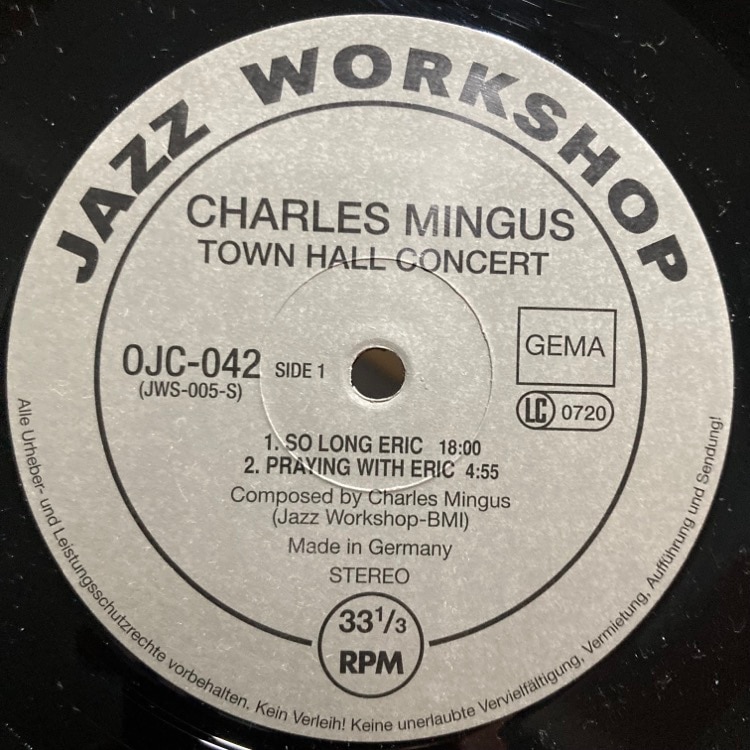 JAZZ WORKSHOP
CHARLES MINGUS
TOWN HALL CONCERT
OJC-042 SIDE 1
(JWS-005-S)
GEMA
LC 0720
1. SO LONG ERIC 18:00
2. PRAYING WITH ERIC 4:55
Composed by Charles Mingus
(Jazz Workshop-BMI)
Made in Germany
STEREO
33 1/3
RPM
Alle Urheber- und Leistungsschutzrechte vorbehalten. Kein Verleih! Keine unerlaubte Vervielfältigung, Vermietung, Aufführung und Sendung!